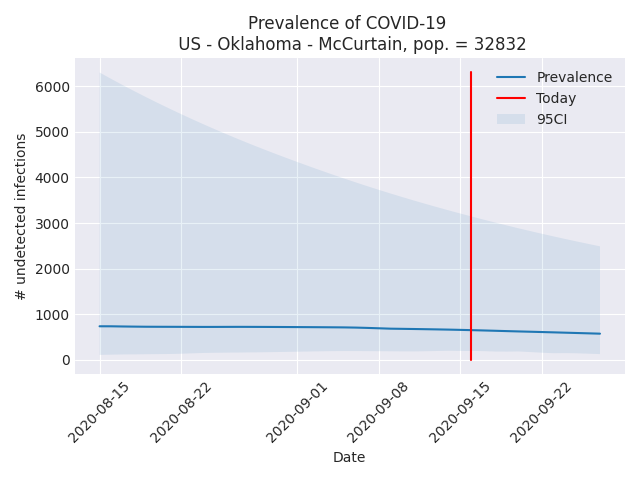 Prevalence of COVID-19
US - Oklahoma - McCurtain, pop. = 32832
Prevalence
Today
95CI
# undetected infections
6000
5000
4000
3000
2000
1000
0
2020-08-15
2020-08-22
2020-09-01
2020-09-08
2020-09-15
2020-09-22
Date